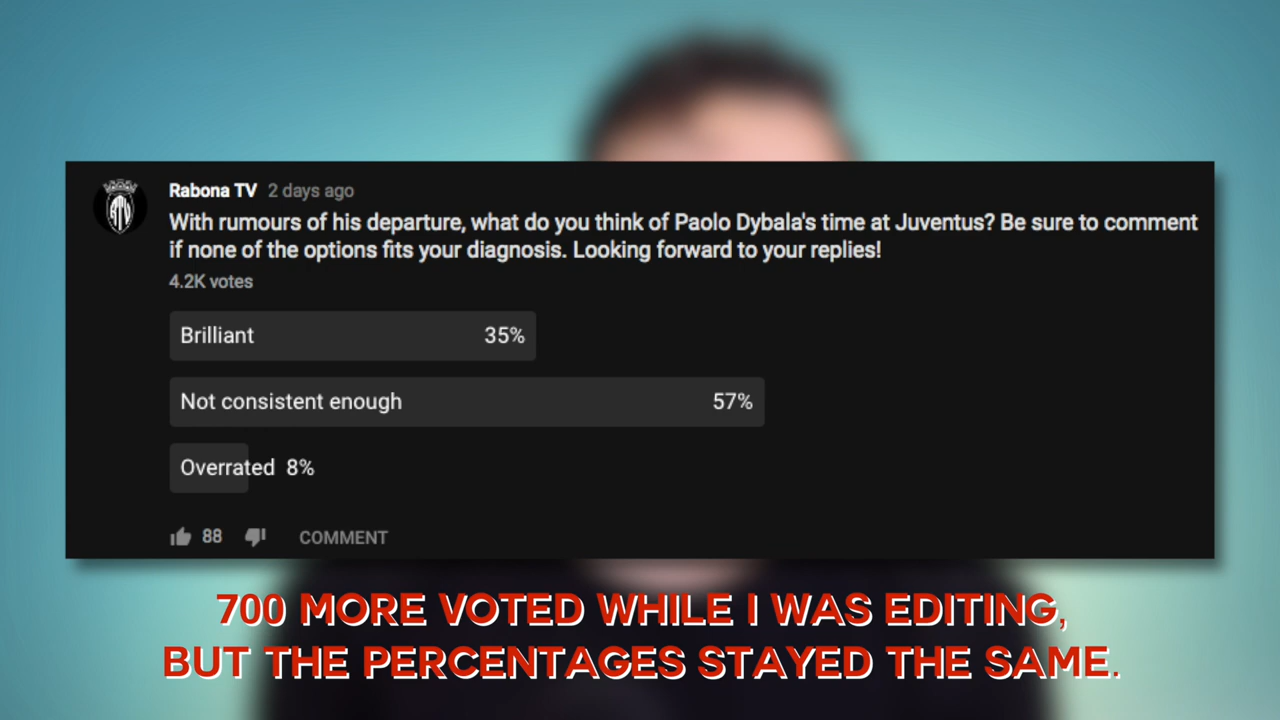 Rabona TV 2 days ago
With rumours of his departure, what do you think of Paolo Dybala's time at Juventus? Be sure to comment
if none of the options fits your diagnosis. Looking forward to your replies!
4.2K votes
Brilliant 35%
Not consistent enough 57%
Overrated 8%
88 COMMENT
700 MORE VOTED WHILE I WAS EDITING,
BUT THE PERCENTAGES STAYED THE SAME.